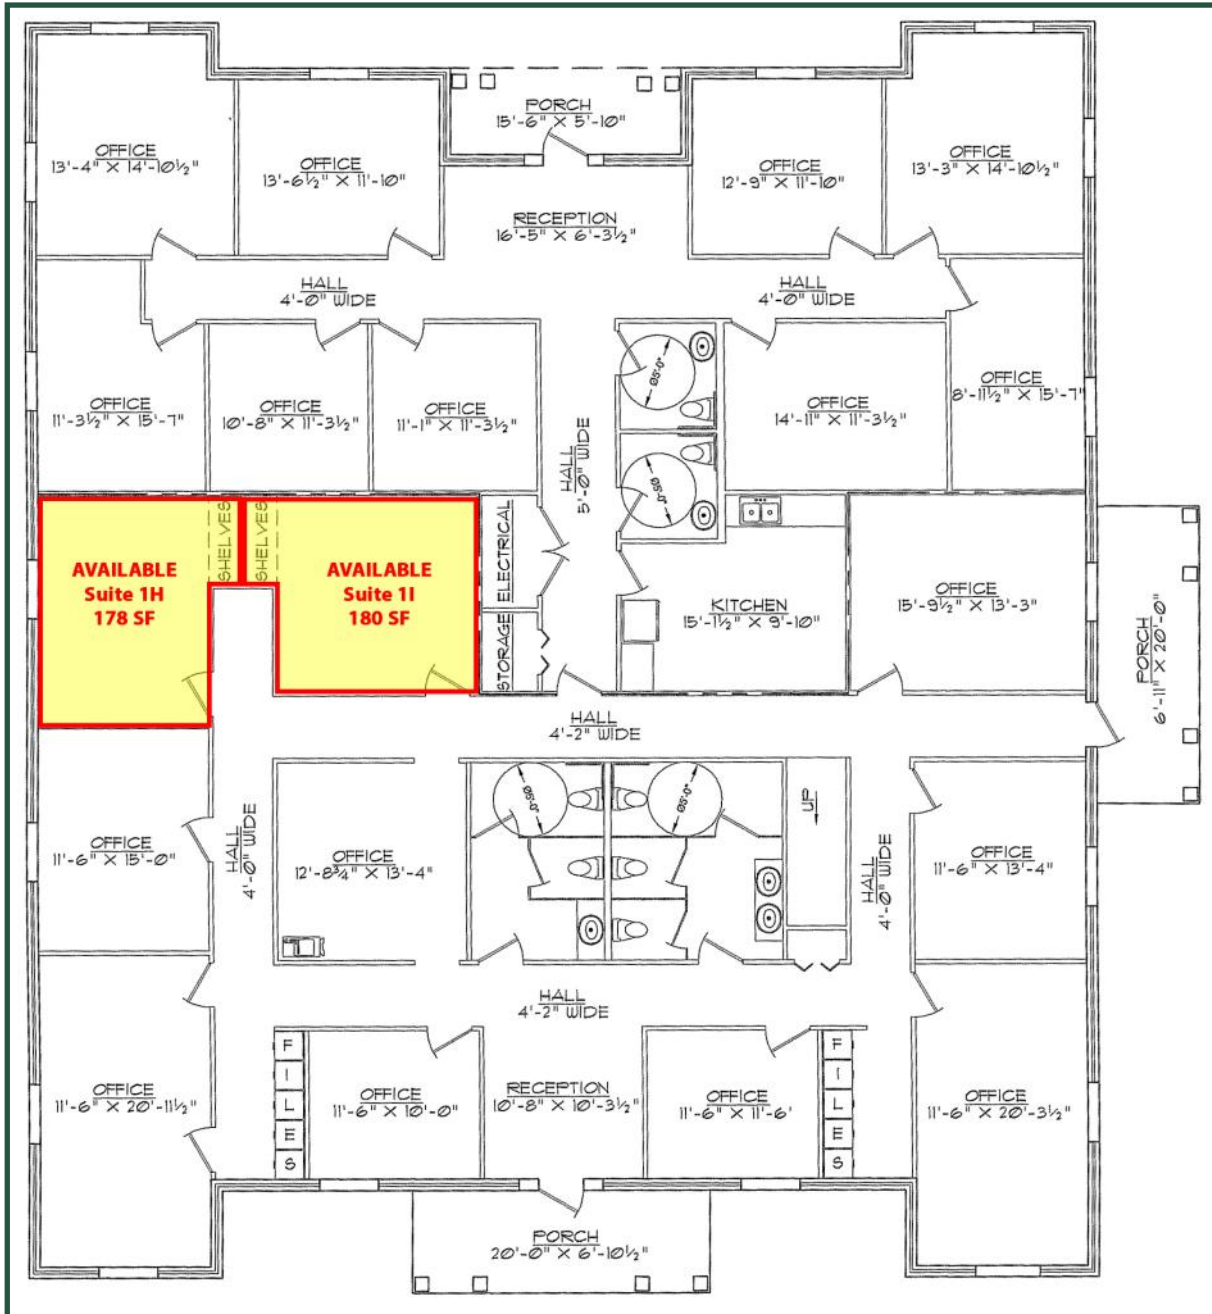 PORCH
15'-6" X 5'-10"
OFFICE
13'-4" X 14'-10½"
OFFICE
13'-6½" X 11'-10"
OFFICE
12'-9" X 11'-10"
OFFICE
13'-3" X 14'-10½"
RECEPTION
16'-5" X 6'-3½"
HALL
4'-0" WIDE
HALL
4'-0" WIDE
OFFICE
11'-3½" X 15'-7"
OFFICE
10'-8" X 11'-3½"
OFFICE
11'-1" X 11'-3½"
Ø5'-0"
OFFICE
14'-11" X 11'-3½"
OFFICE
8'-11½" X 15'-7"
HALL
5'-0" WIDE
Ø5'-0"
AVAILABLE
Suite 1H
178 SF
SHELVES
SHELVES
AVAILABLE
Suite 1I
180 SF
ELECTRICAL
STORAGE
KITCHEN
15'-1½" X 9'-10"
OFFICE
15'-9½" X 13'-3"
PORCH
6'-11" X 20'-0"
HALL
4'-2" WIDE
OFFICE
11'-6" X 15'-0"
HALL
4'-0" WIDE
OFFICE
12'-8¾" X 13'-4"
Ø5'-0"
Ø5'-0"
UP
HALL
4'-0" WIDE
OFFICE
11'-6" X 13'-4"
HALL
4'-2" WIDE
OFFICE
11'-6" X 20'-11½"
F
I
L
E
S
OFFICE
11'-6" X 10'-0"
RECEPTION
10'-8" X 10'-3½"
OFFICE
11'-6" X 11'-6'
F
I
L
E
S
OFFICE
11'-6" X 20'-3½"
PORCH
20'-0" X 6'-10½"